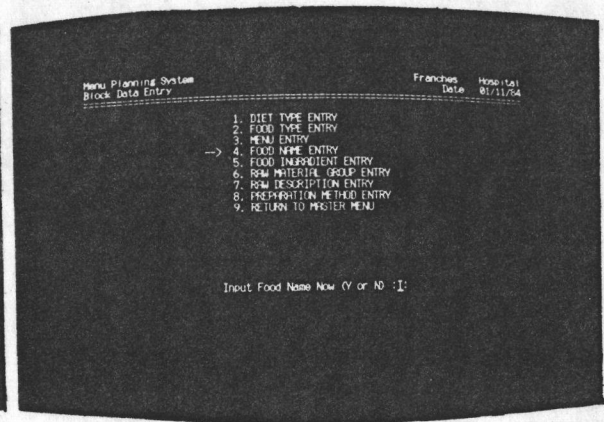 Menu Planning System Franches Hospital
Block Data Entry Date 01/11/84
1. DIET TYPE ENTRY
2. FOOD TYPE ENTRY
3. MENU ENTRY
--> 4. FOOD NAME ENTRY
5. FOOD INGRADIENT ENTRY
6. RAW MATERIAL GROUP ENTRY
7. RAW DESCRIPTION ENTRY
8. PREPARATION METHOD ENTRY
9. RETURN TO MASTER MENU
Input Food Name Now (Y or N) :I: